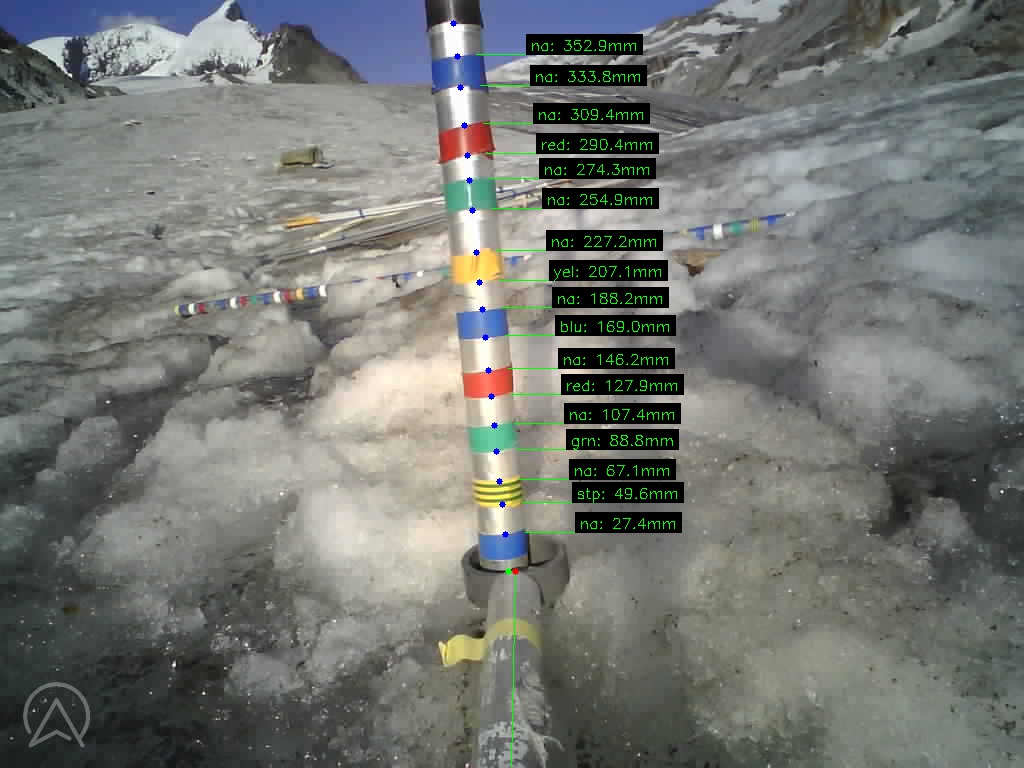 na: 352.9mm
na: 333.8mm
na: 309.4mm
red: 290.4mm
na: 274.3mm
na: 254.9mm
na: 227.2mm
yel: 207.1mm
na: 188.2mm
blu: 169.0mm
na: 146.2mm
red: 127.9mm
na: 107.4mm
grn: 88.8mm
na: 67.1mm
stp: 49.6mm
na: 27.4mm